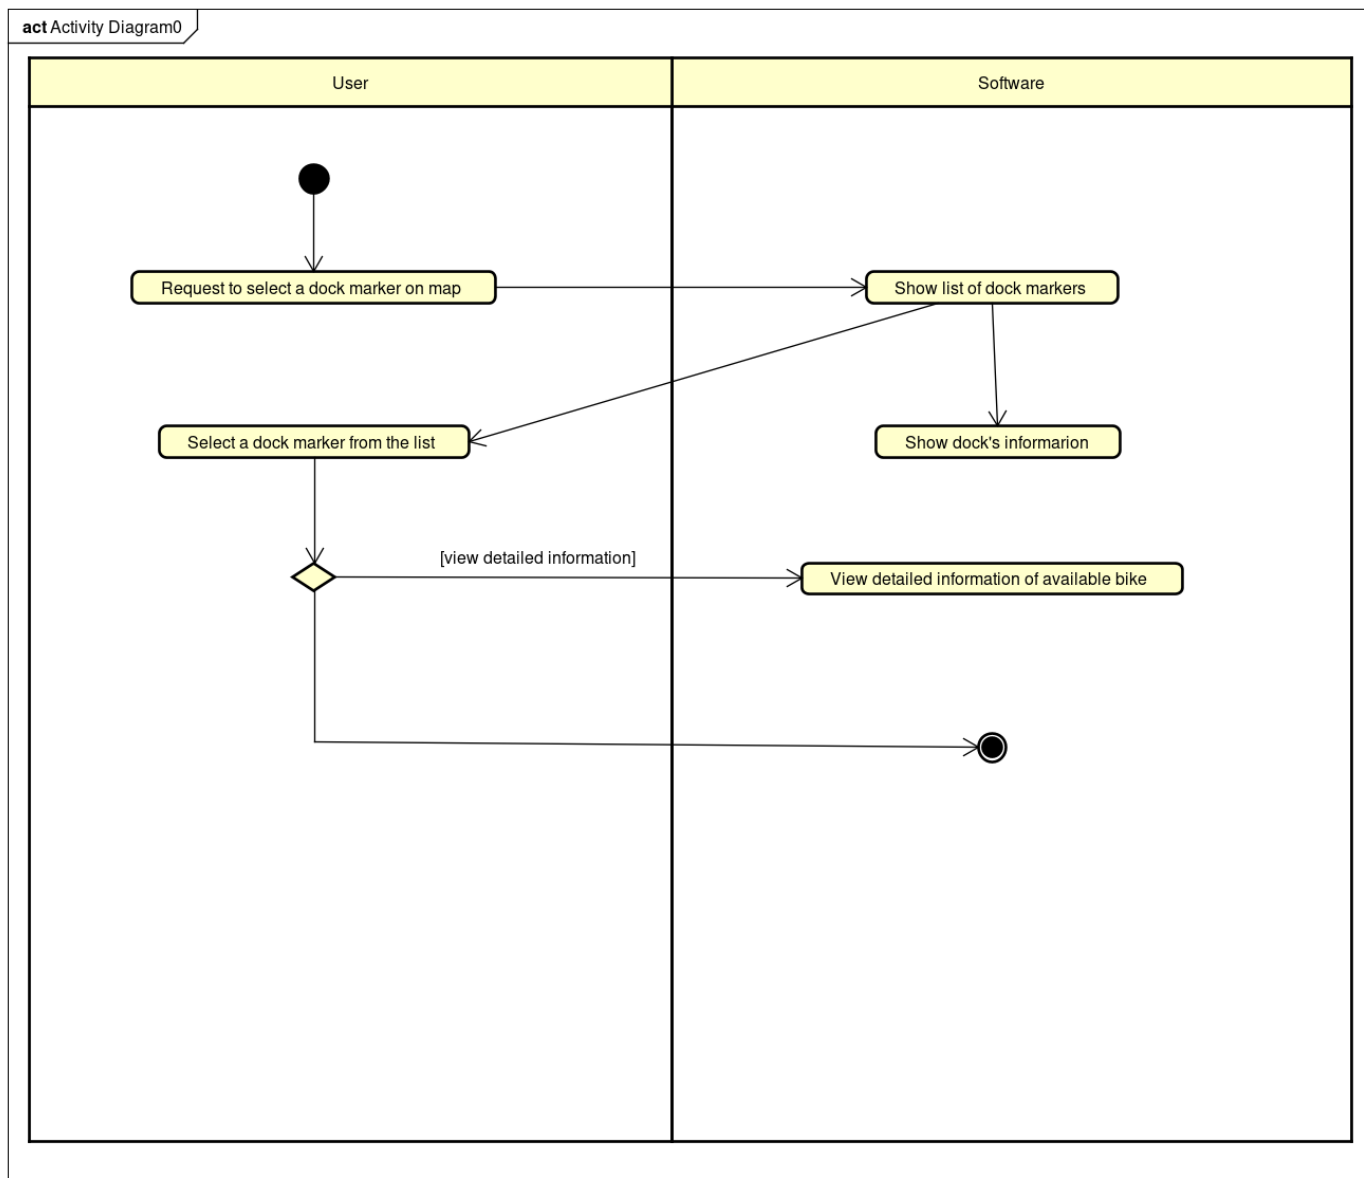 act Activity Diagram0
User
Software
Request to select a dock marker on map
Show list of dock markers
Select a dock marker from the list
Show dock's informarion
[view detailed information]
View detailed information of available bike